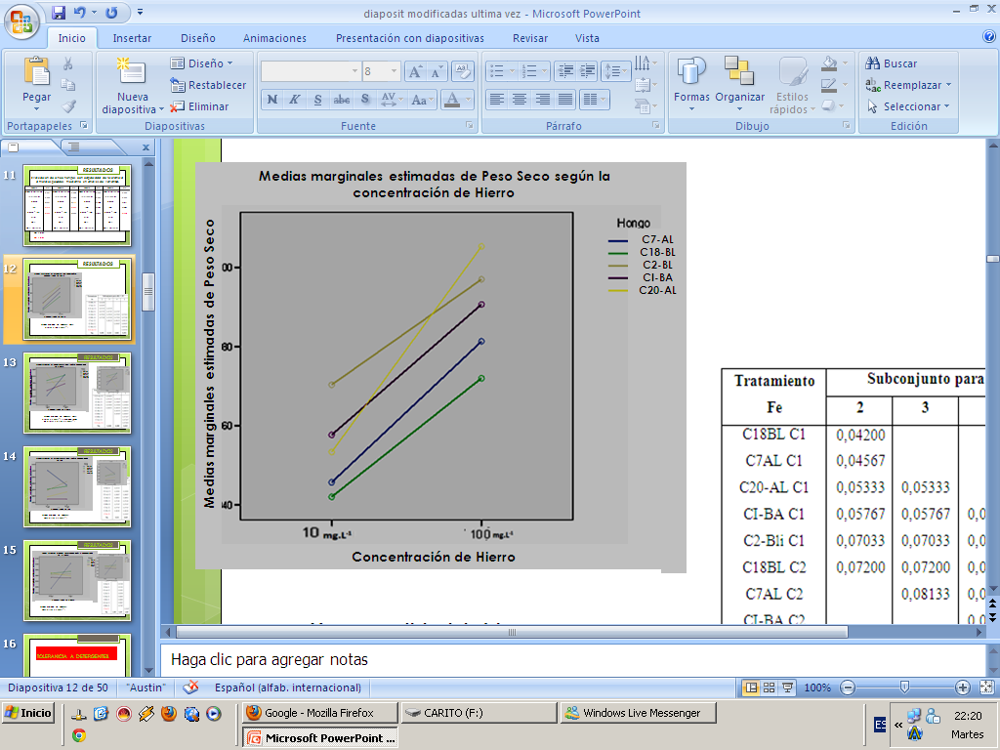 diaposit modificadas ultima vez - Microsoft PowerPoint
Inicio Insertar Diseño Animaciones Presentación con diapositivas Revisar Vista
Pegar
Portapapeles
Nueva diapositiva
Diseño
Restablecer
Eliminar
Diapositivas
8
N K S abc S AV Aa A
Fuente
Párrafo
Formas
Organizar
Estilos rápidos
Dibujo
Buscar
Reemplazar
Seleccionar
Edición
11
RESULTADOS
12
RESULTADOS
13
RESULTADOS
14
RESULTADOS
15
RESULTADOS
16
TOLERANCIA A DETERGENTES
Medias marginales estimadas de Peso Seco según la
concentración de Hierro
Medias marginales estimadas de Peso Seco
00
80
60
40
10 mg.L-1
100 mg.L-1
Concentración de Hierro
Hongo
C7-AL
C18-BL
C2-BL
CI-BA
C20-AL
Tratamiento Subconjunto para
Fe 2 3
C18BL C1 0,04200
C7AL C1 0,04567
C20-AL C1 0,05333 0,05333
CI-BA C1 0,05767 0,05767 0,0
C2-Bli C1 0,07033 0,07033 0,0
C18BL C2 0,07200 0,07200 0,0
C7AL C2 0,08133 0,0
CI-BA C2
Haga clic para agregar notas
Diapositiva 12 de 50 "Austin" Español (alfab. internacional) 100%
Inicio
Google - Mozilla Firefox
CARITO (F:)
Windows Live Messenger
Microsoft PowerPoint ...
ES
«
22:20
Martes